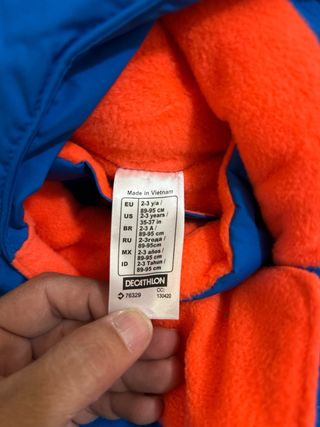 Made in Vietnam
EU 2-3 y/a /
89-95 CM
US 2-3 years /
35-37 in
BR 2-3 A /
89-95 cm
RU 2-3года /
89-95cm
MX 2-3 años /
89-95 cm
ID 2-3 Tahun /
89-95 cm
DECATHLON
76329
CC:
130420